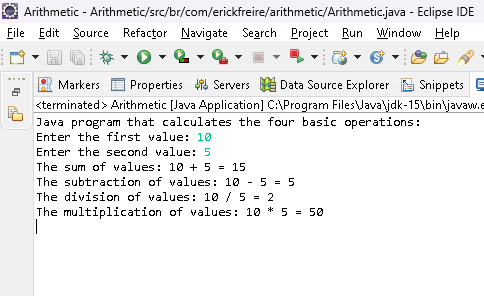 Arithmetic - Arithmetic/src/br/com/erickfreire/arithmetic/Arithmetic.java - Eclipse IDE
File Edit Source Refactor Navigate Search Project Run Window Help
Markers Properties Servers Data Source Explorer Snippets
<terminated> Arithmetic [Java Application] C:\Program Files\Java\jdk-15\bin\javaw.e
Java program that calculates the four basic operations:
Enter the first value: 10
Enter the second value: 5
The sum of values: 10 + 5 = 15
The subtraction of values: 10 - 5 = 5
The division of values: 10 / 5 = 2
The multiplication of values: 10 * 5 = 50